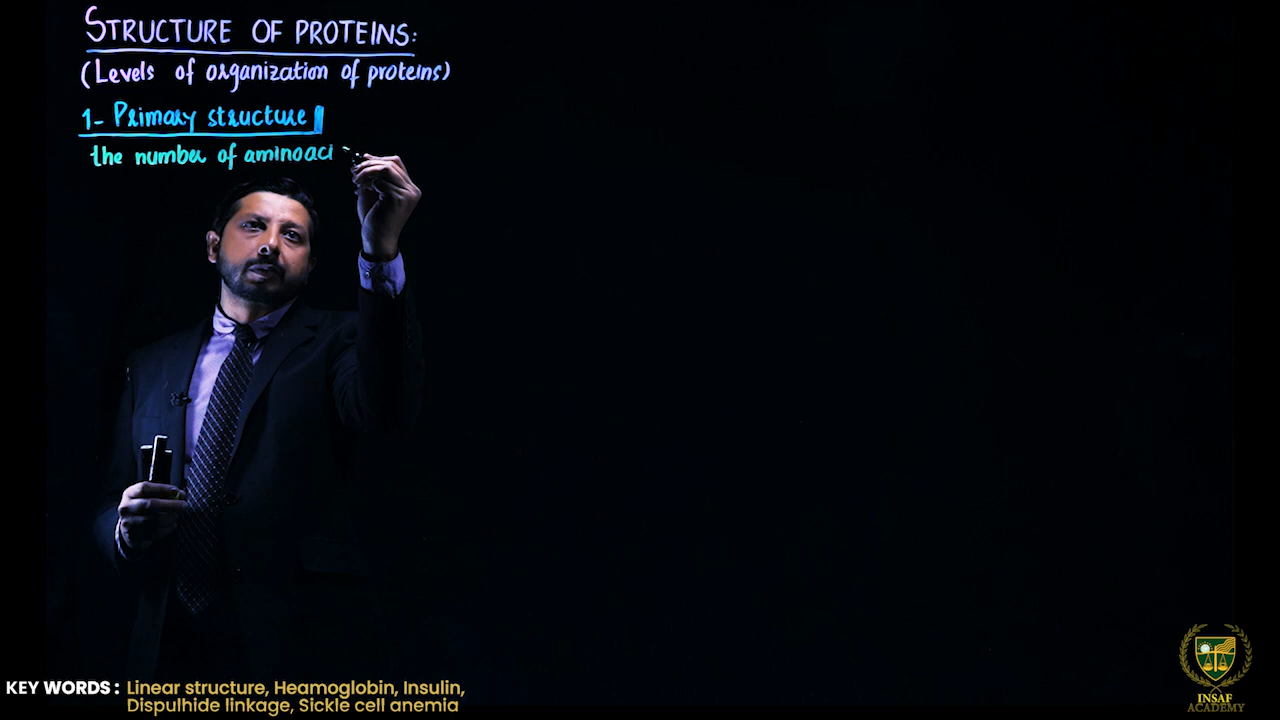 STRUCTURE OF PROTEINS:
(Levels of organization of proteins)
1- Primary structure
the number of aminoaci
KEY WORDS : Linear structure, Heamoglobin, Insulin,
Dispulhide linkage, Sickle cell anemia
INSAF
ACADEMY